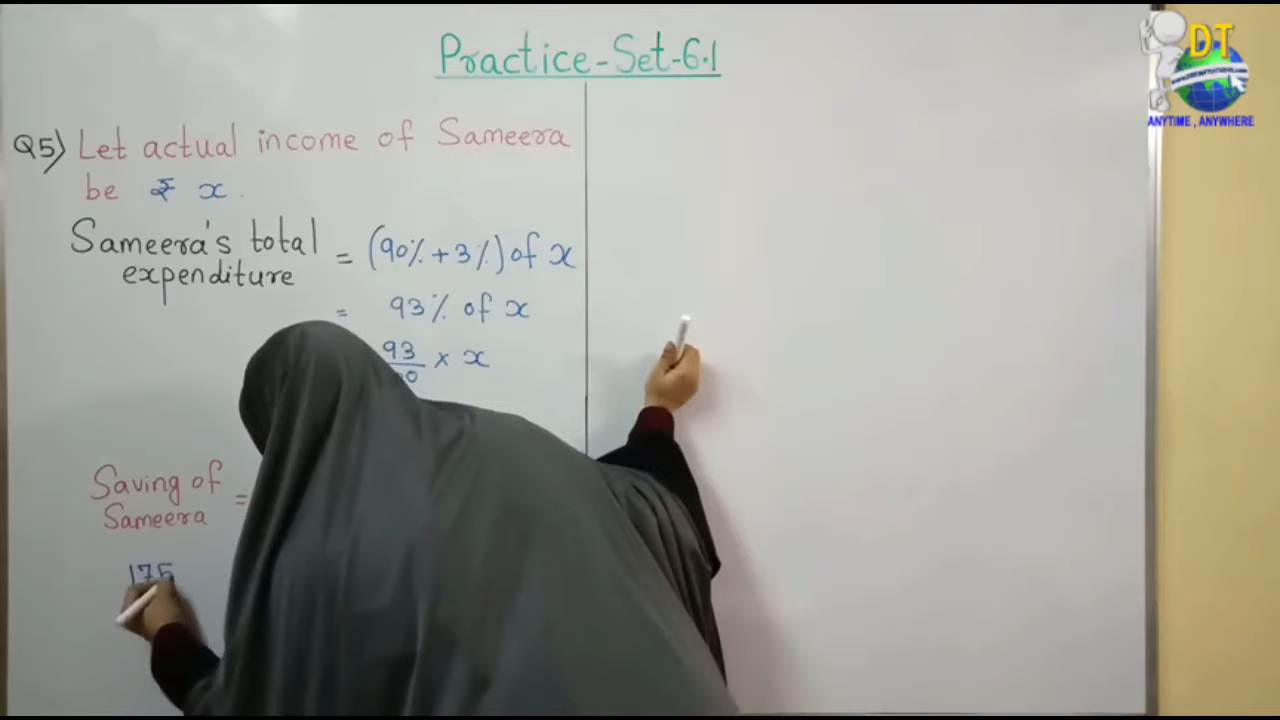 Practice-Set-6.1
Q5) Let actual income of Sameera
be ₹ x.
Sameera's total
expenditure = (90% + 3%) of x
= 93% of x
93 × x
Saving of
Sameera =
175
DT
ANYTIME, ANYWHERE